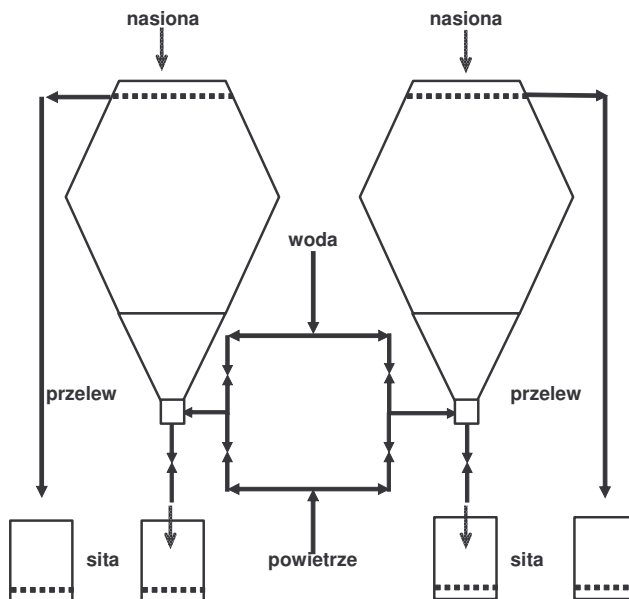 nasiona
nasiona
woda
przelew
przelew
sita
powietrze
sita